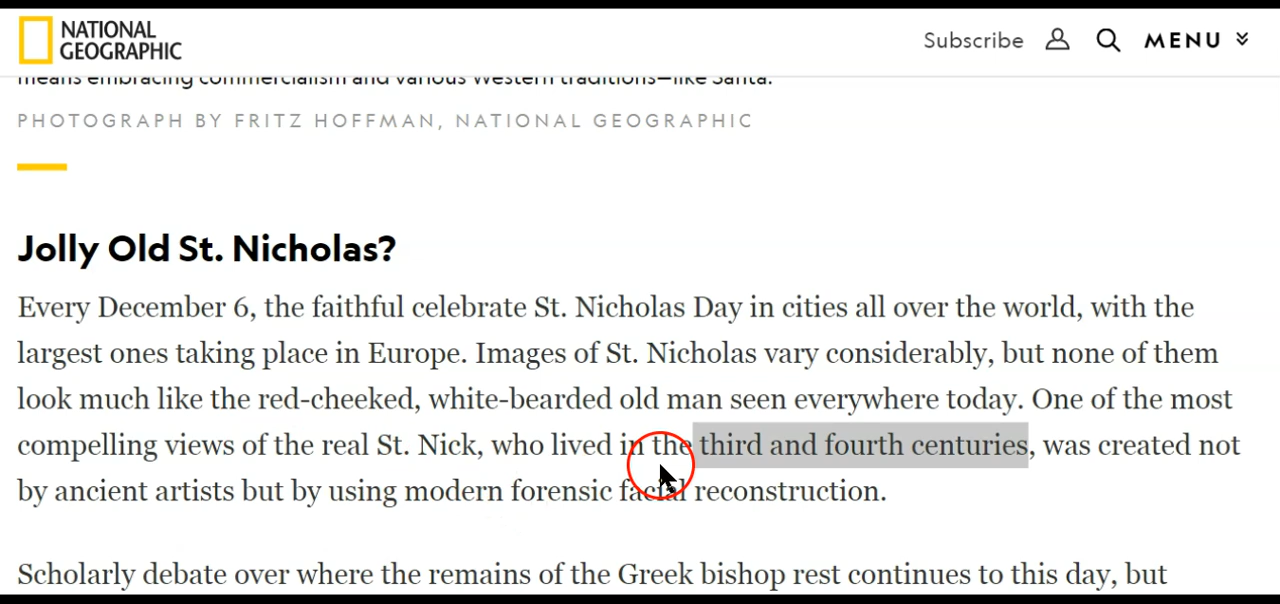 NATIONAL
GEOGRAPHIC
Subscribe
MENU
means embracing commercialism and various Western traditions—like Santa.
PHOTOGRAPH BY FRITZ HOFFMAN, NATIONAL GEOGRAPHIC
Jolly Old St. Nicholas?
Every December 6, the faithful celebrate St. Nicholas Day in cities all over the world, with the
largest ones taking place in Europe. Images of St. Nicholas vary considerably, but none of them
look much like the red-cheeked, white-bearded old man seen everywhere today. One of the most
compelling views of the real St. Nick, who lived in the third and fourth centuries, was created not
by ancient artists but by using modern forensic facial reconstruction.
Scholarly debate over where the remains of the Greek bishop rest continues to this day, but